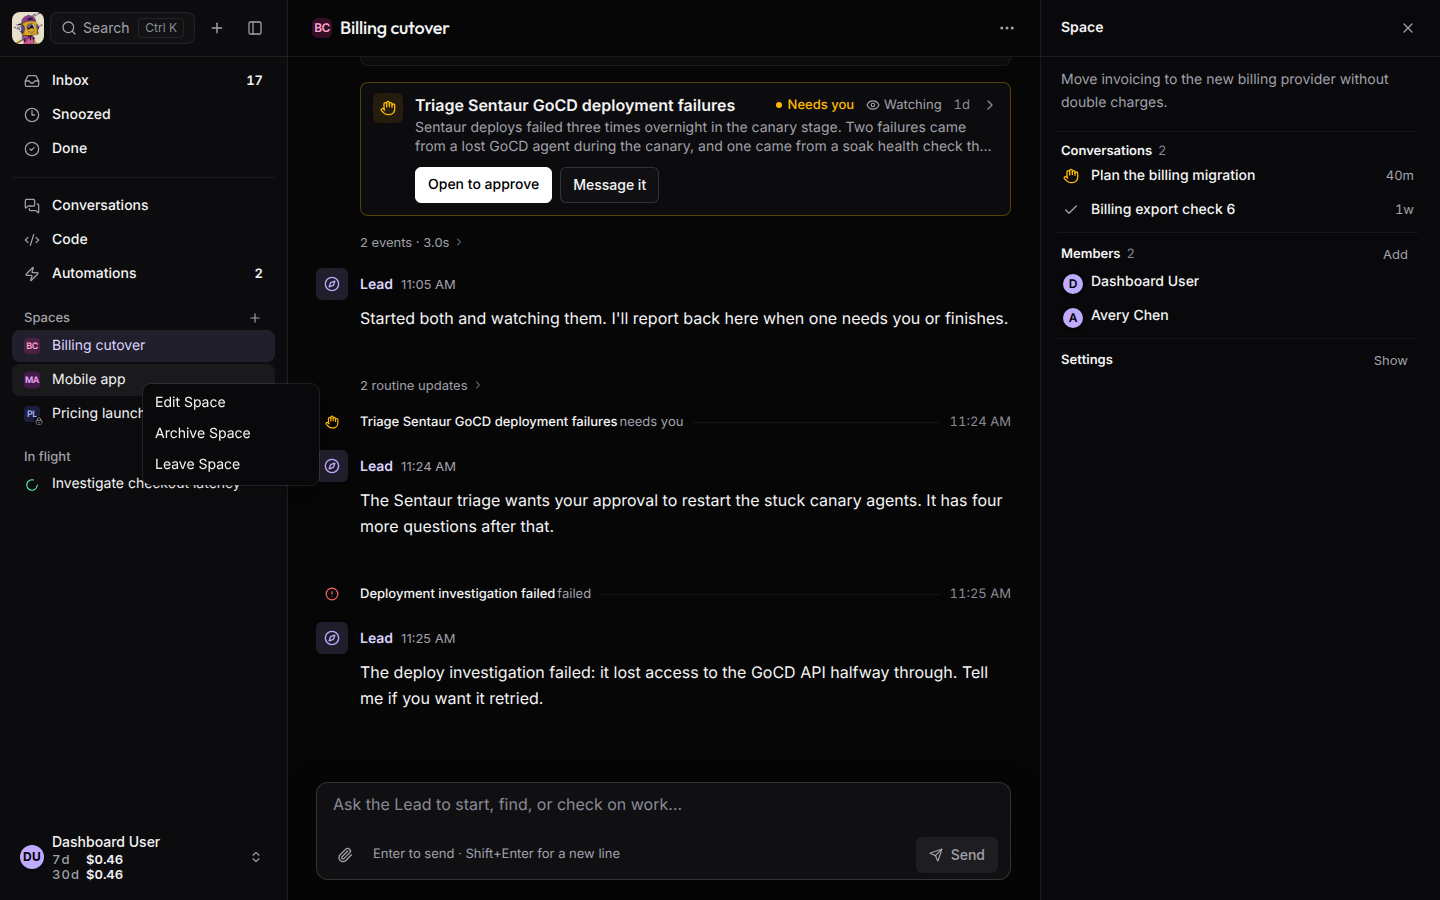 Search Ctrl K
Inbox 17
Snoozed
Done
Conversations
Code
Automations 2
Spaces
BC Billing cutover
MA Mobile app
PL Pricing launch
Edit Space
Archive Space
Leave Space
In flight
Investigate checkout latency
DU Dashboard User
7d $0.46
30d $0.46
BC Billing cutover
Triage Sentaur GoCD deployment failures Needs you Watching 1d
Sentaur deploys failed three times overnight in the canary stage. Two failures came
from a lost GoCD agent during the canary, and one came from a soak health check th...
Open to approve Message it
2 events · 3.0s
Lead 11:05 AM
Started both and watching them. I'll report back here when one needs you or finishes.
2 routine updates
Triage Sentaur GoCD deployment failures needs you 11:24 AM
Lead 11:24 AM
The Sentaur triage wants your approval to restart the stuck canary agents. It has four
more questions after that.
Deployment investigation failed failed 11:25 AM
Lead 11:25 AM
The deploy investigation failed: it lost access to the GoCD API halfway through. Tell
me if you want it retried.
Ask the Lead to start, find, or check on work...
Enter to send · Shift+Enter for a new line Send
Space
Move invoicing to the new billing provider without
double charges.
Conversations 2
Plan the billing migration 40m
Billing export check 6 1w
Members 2 Add
D Dashboard User
A Avery Chen
Settings Show